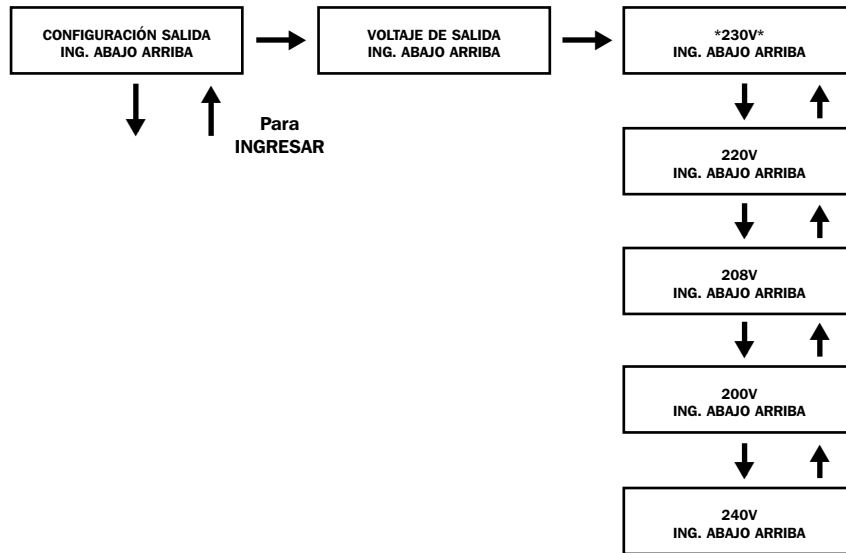 CONFIGURACIÓN SALIDA
ING. ABAJO ARRIBA
VOLTAJE DE SALIDA
ING. ABAJO ARRIBA
*230V*
ING. ABAJO ARRIBA
Para
INGRESAR
220V
ING. ABAJO ARRIBA
208V
ING. ABAJO ARRIBA
200V
ING. ABAJO ARRIBA
240V
ING. ABAJO ARRIBA